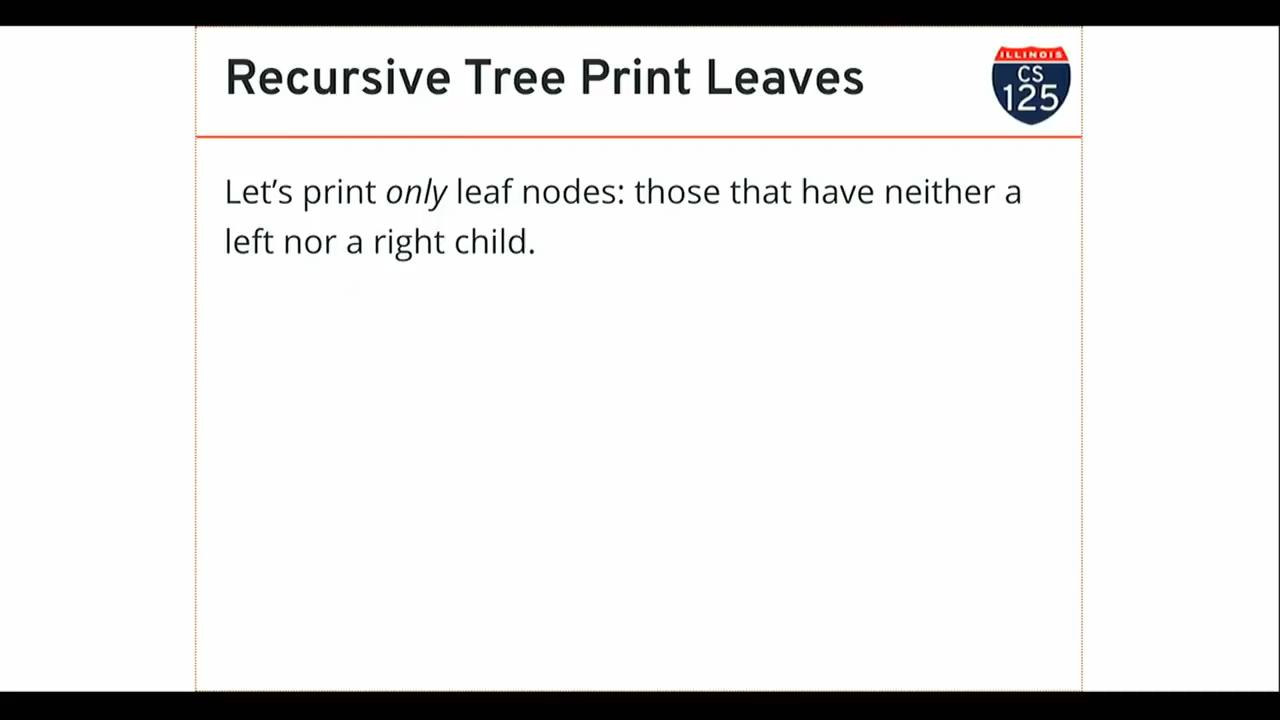 Recursive Tree Print Leaves
ILLINOIS
CS
125
Let's print only leaf nodes: those that have neither a
left nor a right child.